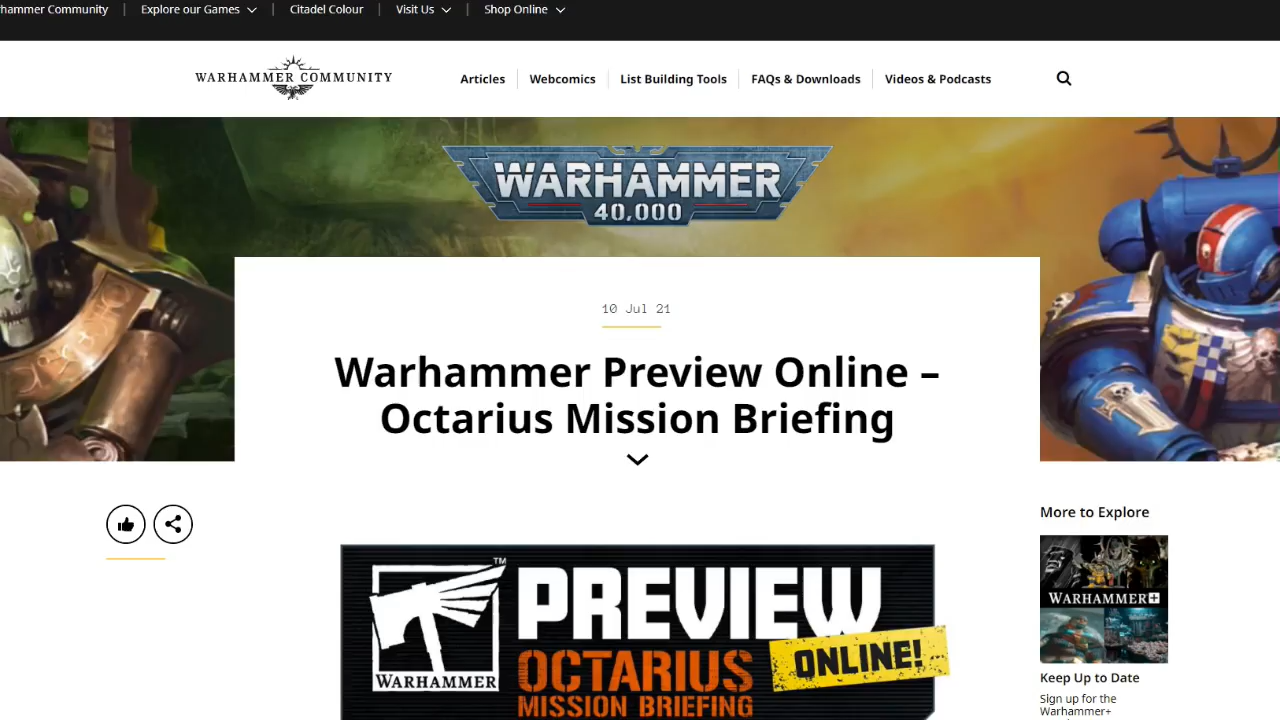 hammer Community | Explore our Games | Citadel Colour | Visit Us | Shop Online
WARHAMMER COMMUNITY
Articles | Webcomics | List Building Tools | FAQs & Downloads | Videos & Podcasts
WARHAMMER
40,000
10 Jul 21
Warhammer Preview Online –
Octarius Mission Briefing
More to Explore
WARHAMMER+
Keep Up to Date
Sign up for the
Warhammer+
WARHAMMER
™
PREVIEW
OCTARIUS
ONLINE!
MISSION BRIEFING